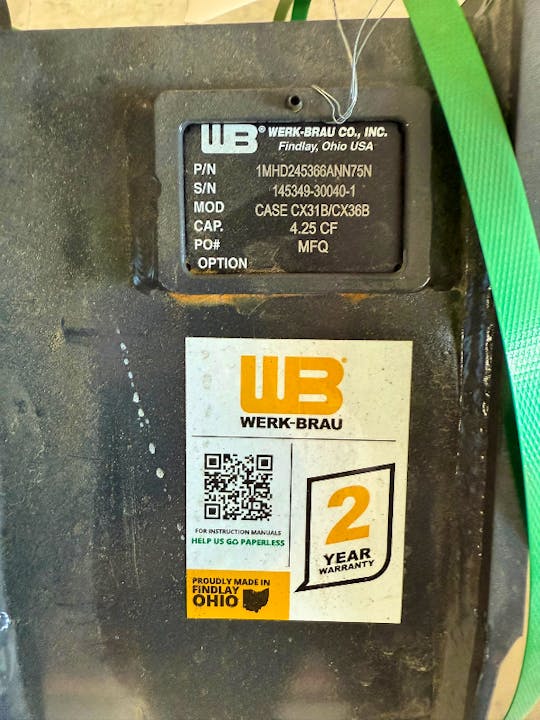 WB® WERK-BRAU CO., INC.
Findlay, Ohio USA
P/N 1MHD245366ANN75N
S/N 145349-30040-1
MOD CASE CX31B/CX36B
CAP. 4.25 CF
PO# MFQ
OPTION
WB®
WERK-BRAU
FOR INSTRUCTION MANUALS
HELP US GO PAPERLESS
2
YEAR
WARRANTY
PROUDLY MADE IN
FINDLAY
OHIO